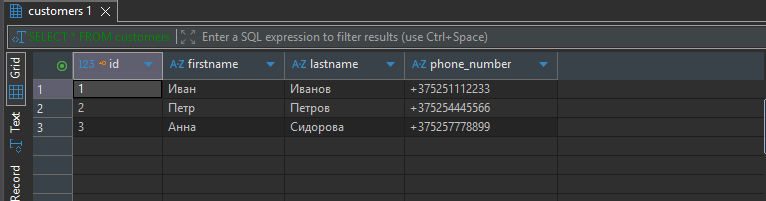 customers 1
SELECT * FROM customers
Enter a SQL expression to filter results (use Ctrl+Space)
Grid
Text
Record
123 id A-Z firstname A-Z lastname A-Z phone_number
1 1 Иван Иванов +375251112233
2 2 Петр Петров +375254445566
3 3 Анна Сидорова +375257778899